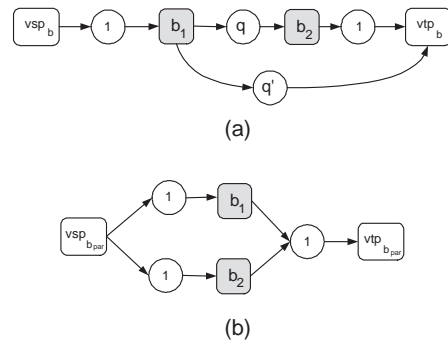 vsp_b 1 b_1 q b_2 1 vtp_b
q'
(a)
1 b_1
vsp_b_par 1 vtp_b_par
1 b_2
(b)